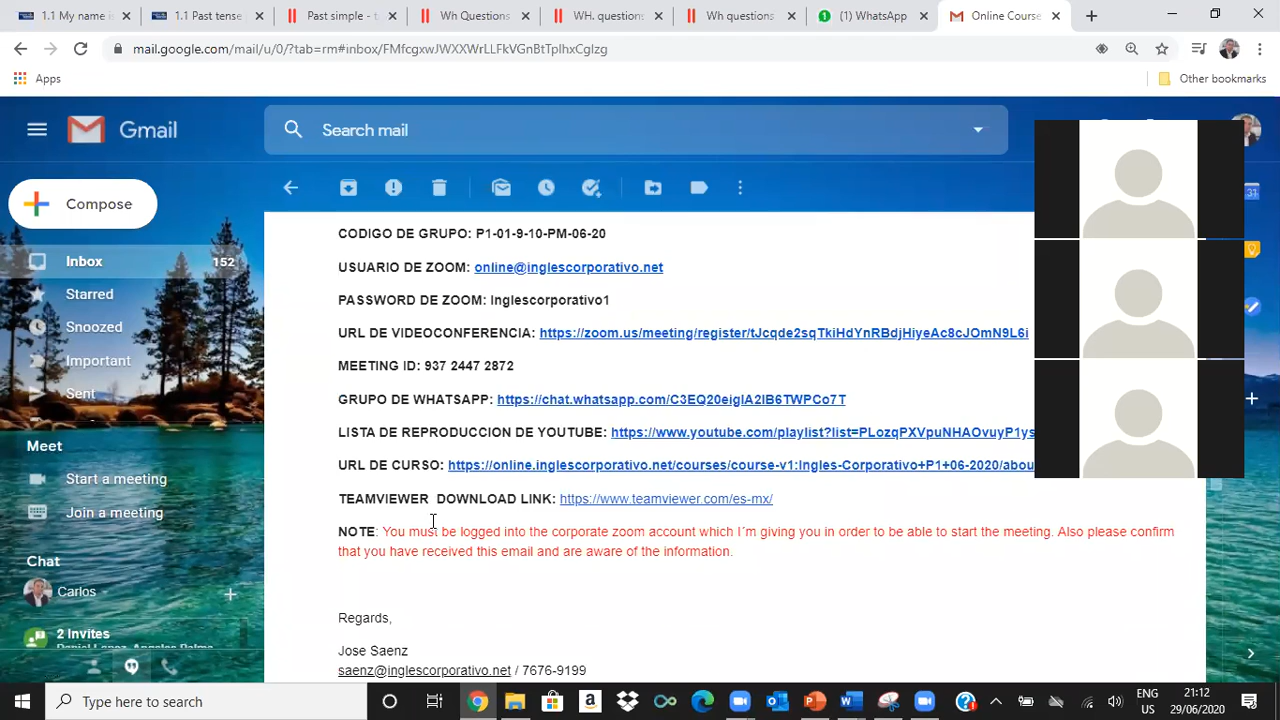 1.1 My name is
1.1 Past tense
Past simple -
Wh Questions
WH. questions
Wh questions
(1) WhatsApp
Online Course
mail.google.com/mail/u/0/?tab=rm#inbox/FMfcgxwJWXXWrLLFkVGnBtTplhxCglzg
Apps
Other bookmarks
Gmail
Search mail
Compose
CODIGO DE GRUPO: P1-01-9-10-PM-06-20
Inbox 152
USUARIO DE ZOOM: online@inglescorporativo.net
Starred
PASSWORD DE ZOOM: Inglescorporativo1
Snoozed
URL DE VIDEOCONFERENCIA: https://zoom.us/meeting/register/tJcqde2sqTkiHdYnRBdjHiyeAc8cJOmN9L6i
Important
MEETING ID: 937 2447 2872
Sent
GRUPO DE WHATSAPP: https://chat.whatsapp.com/C3EQ20eigIA2IB6TWPCo7T
LISTA DE REPRODUCCION DE YOUTUBE: https://www.youtube.com/playlist?list=PLozqPXVpuNHAOvuyP1ys
Meet
URL DE CURSO: https://online.inglescorporativo.net/courses/course-v1:Ingles-Corporativo+P1+06-2020/abou
Start a meeting
TEAMVIEWER DOWNLOAD LINK: https://www.teamviewer.com/es-mx/
Join a meeting
NOTE: You must be logged into the corporate zoom account which I´m giving you in order to be able to start the meeting. Also please confirm
that you have received this email and are aware of the information.
Chat
Carlos
Regards,
2 Invites
Daniel Lopez, Angeles Palma
Jose Saenz
saenz@inglescorporativo.net / 7676-9199
Type here to search
ENG
US
21:12
29/06/2020